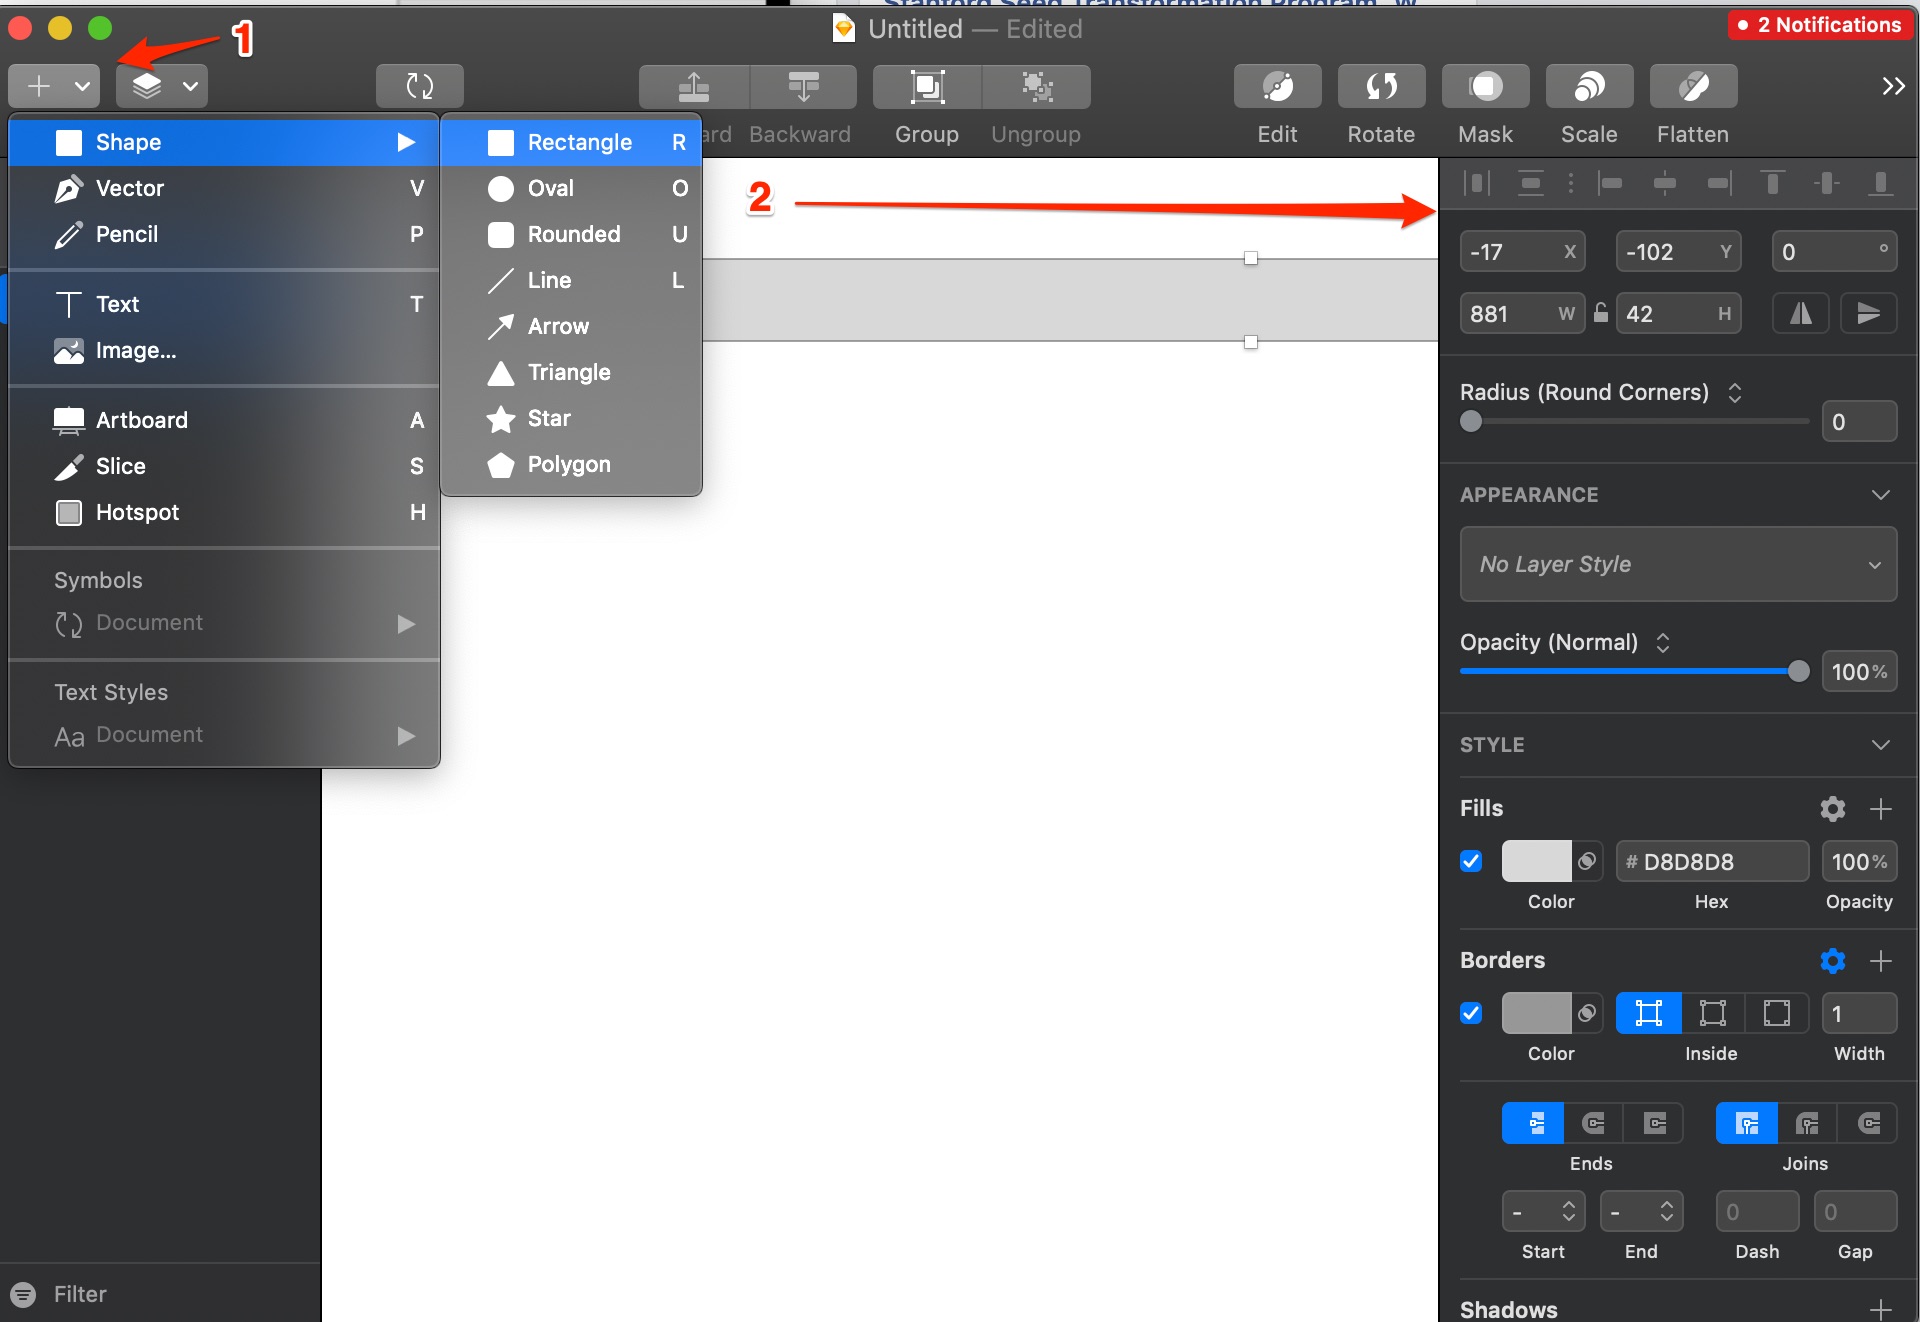 Untitled — Edited
2 Notifications
1
Backward
Group
Ungroup
Edit
Rotate
Mask
Scale
Flatten
Shape
Vector V
Pencil P
Text T
Image...
Artboard A
Slice S
Hotspot H
Symbols
Document
Text Styles
Aa Document
Rectangle R
Oval O
Rounded U
Line L
Arrow
Triangle
Star
Polygon
2
-17 X
-102 Y
0 °
881 W
42 H
Radius (Round Corners)
0
APPEARANCE
No Layer Style
Opacity (Normal)
100%
STYLE
Fills
# D8D8D8
100%
Color
Hex
Opacity
Borders
1
Color
Inside
Width
Ends
Joins
-
-
0
0
Start
End
Dash
Gap
Shadows
Filter